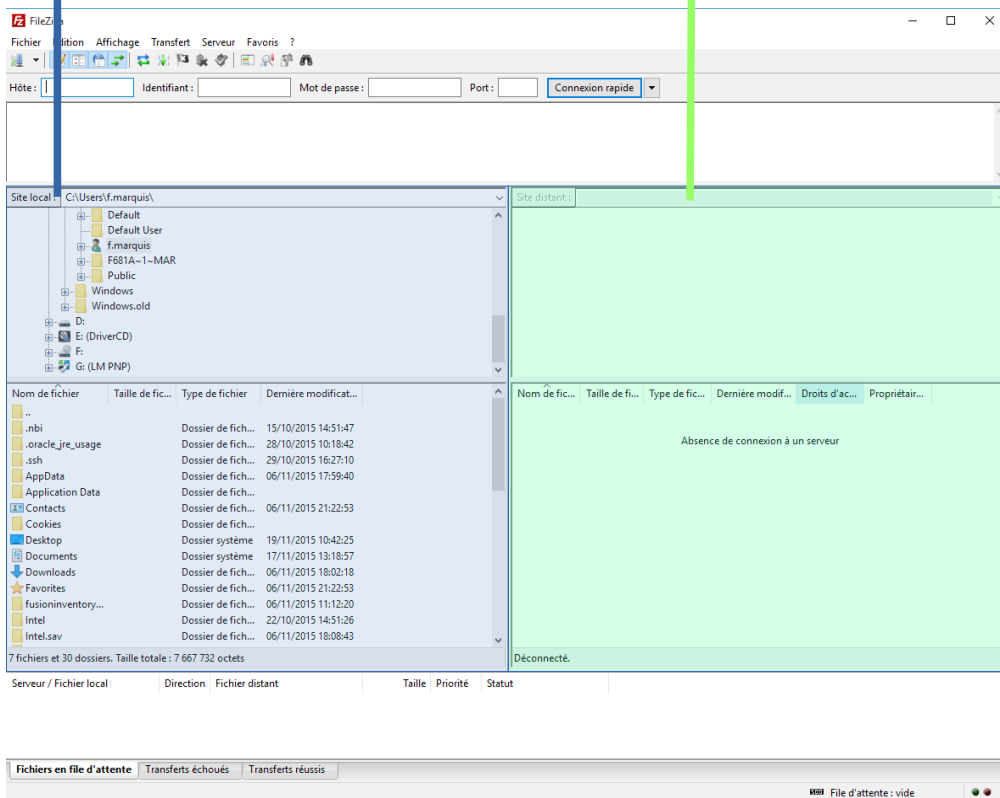 FileZilla
Fichier Edition Affichage Transfert Serveur Favoris ?
Hôte : Identifiant : Mot de passe : Port : Connexion rapide
Site local : C:\Users\f.marquis\
Default
Default User
f.marquis
F681A~1~MAR
Public
Windows
Windows.old
D:
E: (DriverCD)
F:
G: (LM PNP)
Nom de fichier Taille de fic... Type de fichier Dernière modificat...
..
.nbi Dossier de fich... 15/10/2015 14:51:47
.oracle_jre_usage Dossier de fich... 28/10/2015 10:18:42
.ssh Dossier de fich... 29/10/2015 16:27:10
AppData Dossier de fich... 06/11/2015 17:59:40
Application Data Dossier de fich...
Contacts Dossier de fich... 06/11/2015 21:22:53
Cookies Dossier de fich...
Desktop Dossier système 19/11/2015 10:42:25
Documents Dossier système 17/11/2015 13:18:57
Downloads Dossier de fich... 06/11/2015 18:02:18
Favorites Dossier de fich... 06/11/2015 21:22:53
fusioninventory... Dossier de fich... 06/11/2015 11:12:20
Intel Dossier de fich... 22/10/2015 14:51:26
Intel.sav Dossier de fich... 06/11/2015 18:08:43
7 fichiers et 30 dossiers. Taille totale : 7 667 732 octets
Site distant :
Nom de fic... Taille de fi... Type de fic... Dernière modif... Droits d'ac... Propriétair...
Absence de connexion à un serveur
Déconnecté.
Serveur / Fichier local Direction Fichier distant Taille Priorité Statut
Fichiers en file d'attente Transferts échoués Transferts réussis
File d'attente : vide